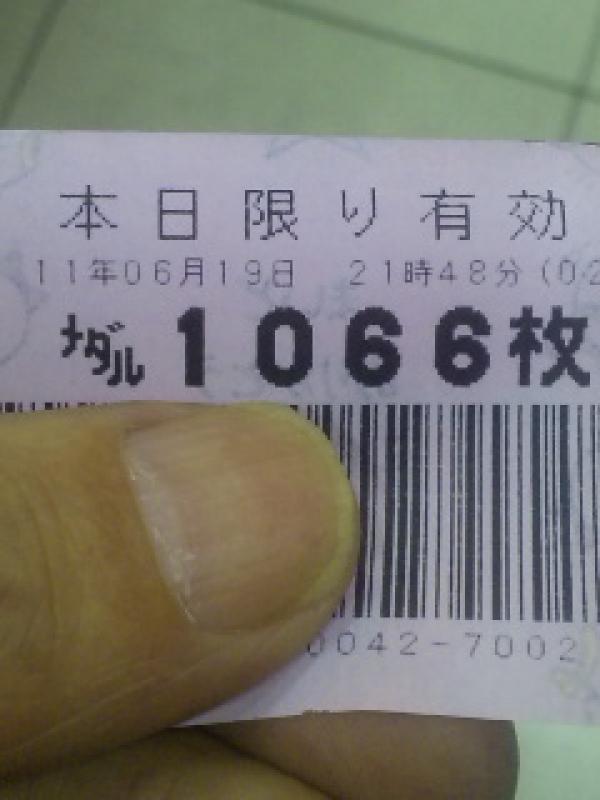 本日限り有効
11年06月19日 21時48分(02
メダル 1066枚
0042-7002